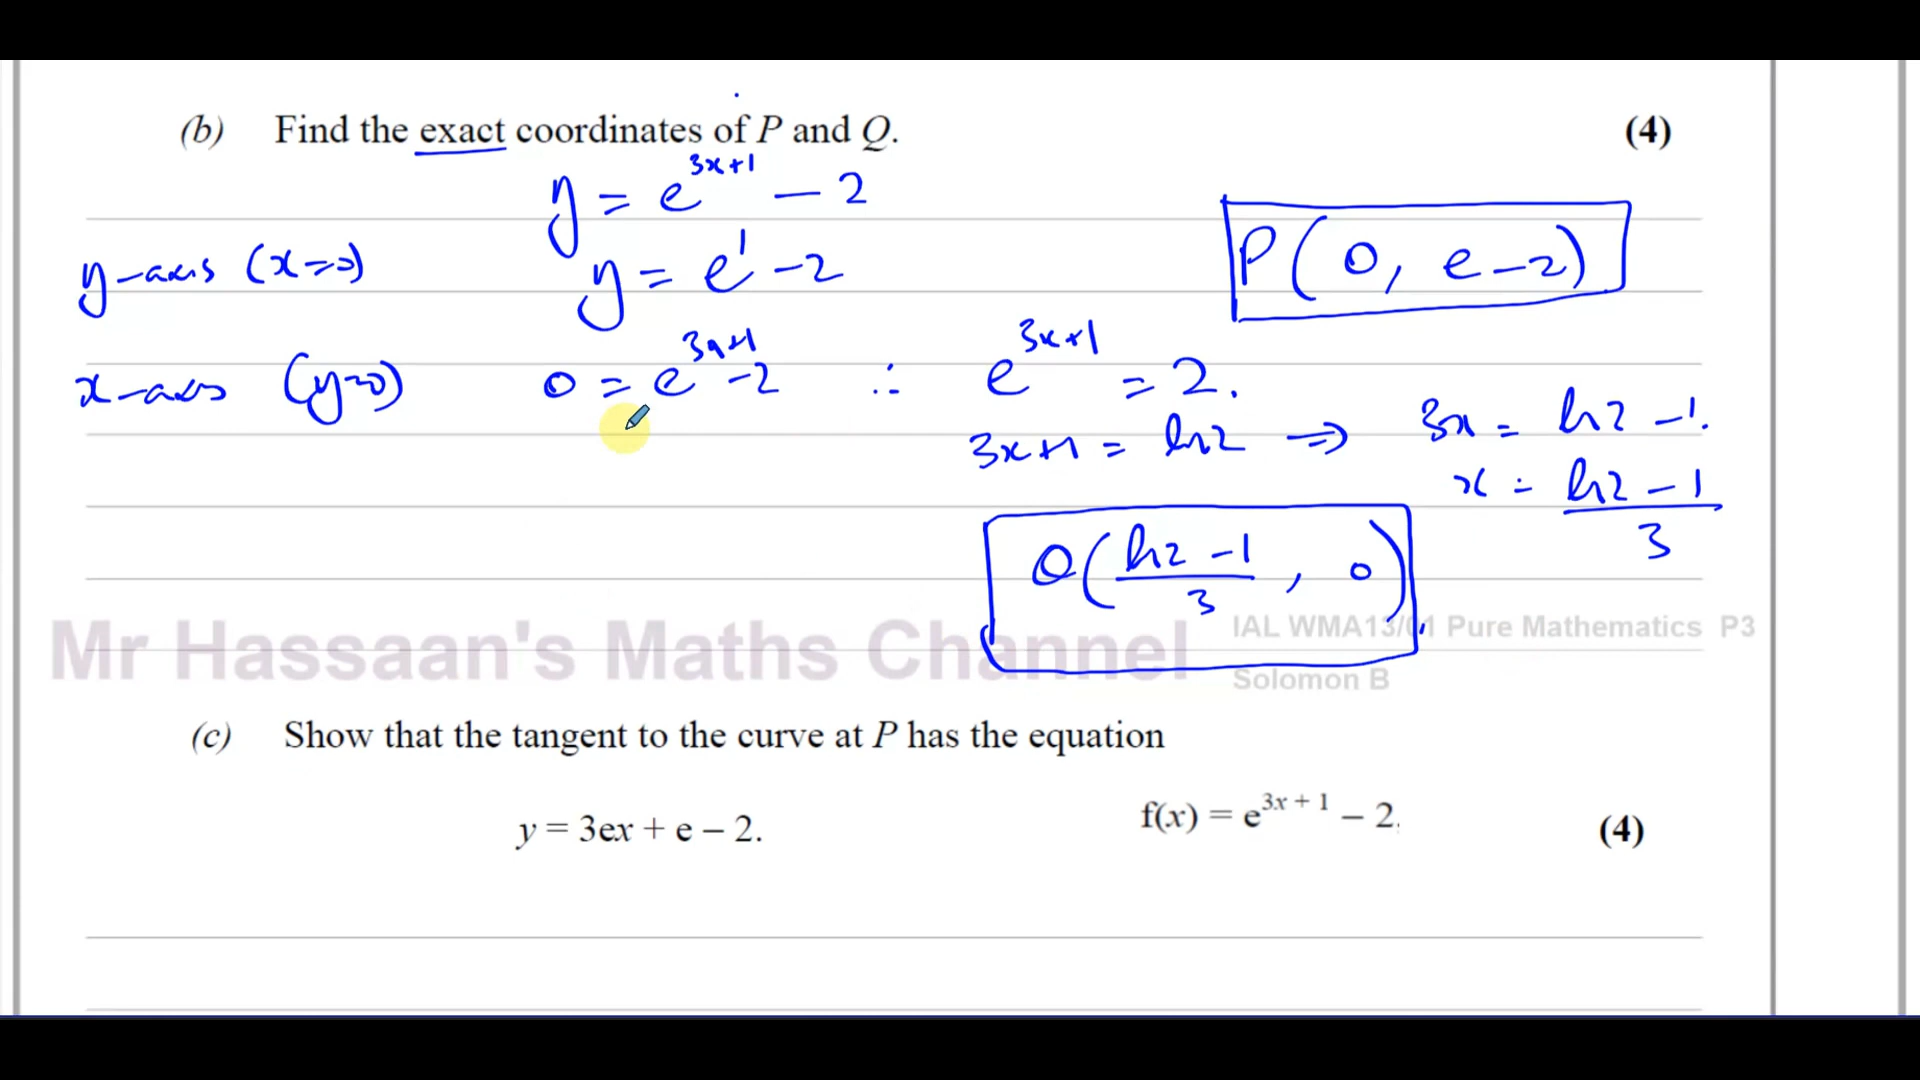 (b) Find the exact coordinates of P and Q. (4)
y = e^{3x+1} - 2
y-axis (x=0) y = e^1 - 2 P(0, e-2)
x-axis (y=0) 0 = e^{3x+1} - 2 ∴ e^{3x+1} = 2.
3x+1 = ln2 ⇒ 3x = ln2 - 1.
x = \frac{ln2 - 1}{3}
Q(\frac{ln2 - 1}{3}, 0)
Mr Hassaan's Maths Channel
IAL WMA13/01 Pure Mathematics P3
Solomon B
(c) Show that the tangent to the curve at P has the equation
y = 3ex + e – 2. f(x) = e^{3x + 1} – 2. (4)